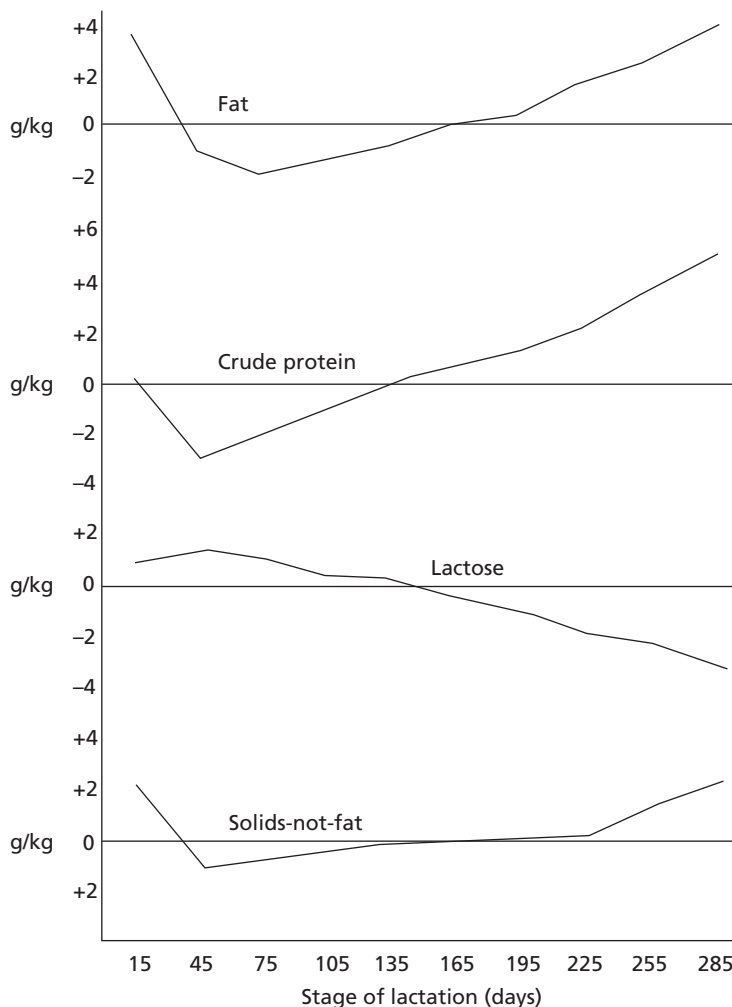 +4
+2
Fat
g/kg 0
–2
+6
+4
+2
Crude protein
g/kg 0
–2
–4
+2
Lactose
g/kg 0
–2
–4
+4
+2
Solids-not-fat
g/kg 0
+2
15 45 75 105 135 165 195 225 255 285
Stage of lactation (days)